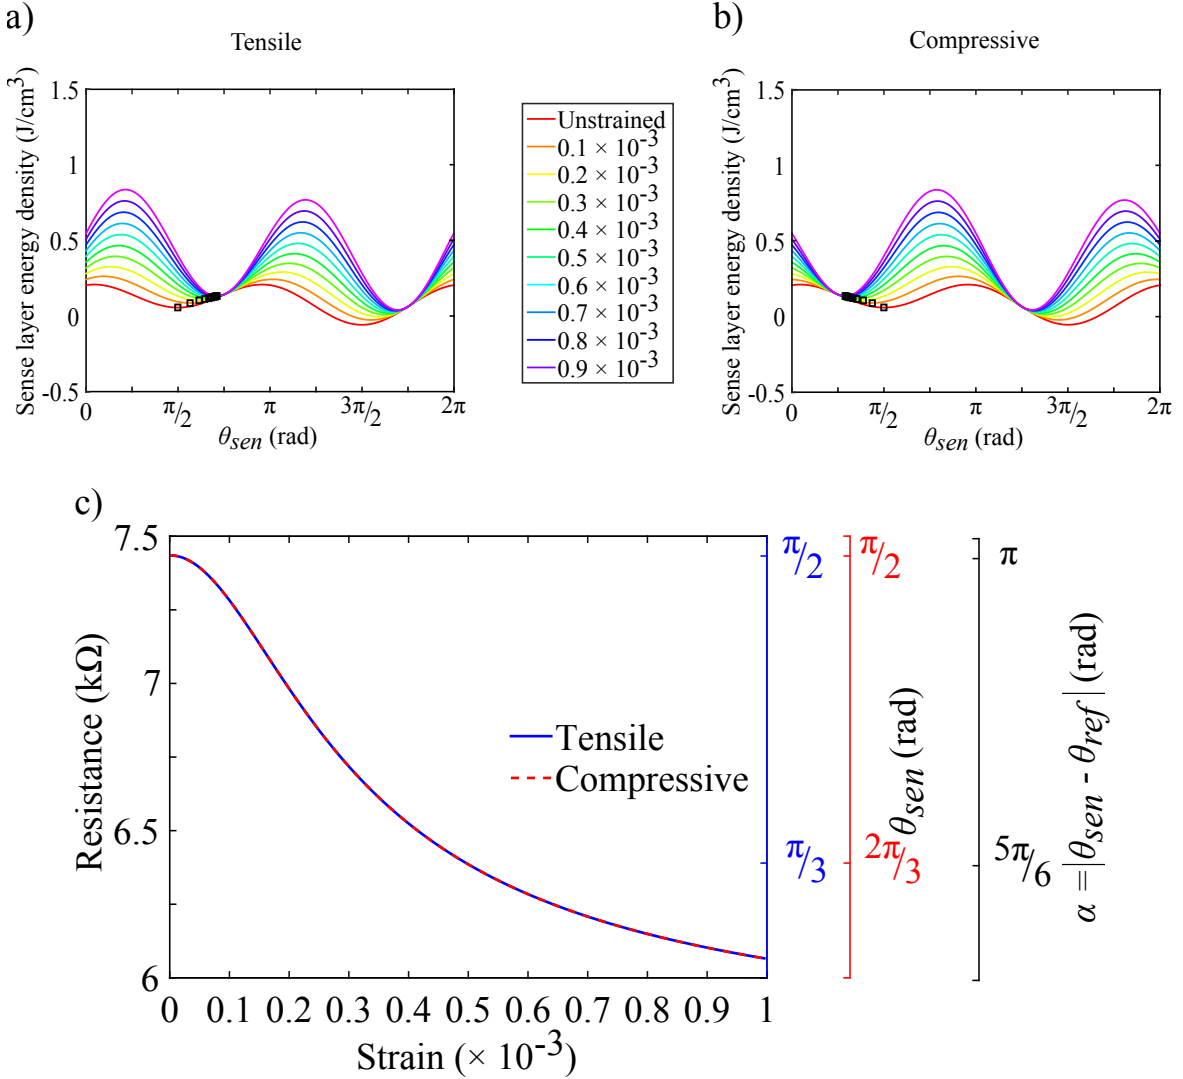 a)
Tensile
Sense layer energy density (J/cm³)
1.5
1
0.5
0
-0.5
0
π/2
π
3π/2
2π
θsen (rad)
Unstrained
0.1 × 10⁻³
0.2 × 10⁻³
0.3 × 10⁻³
0.4 × 10⁻³
0.5 × 10⁻³
0.6 × 10⁻³
0.7 × 10⁻³
0.8 × 10⁻³
0.9 × 10⁻³
b)
Compressive
Sense layer energy density (J/cm³)
1.5
1
0.5
0
-0.5
0
π/2
π
3π/2
2π
θsen (rad)
c)
Resistance (kΩ)
7.5
7
6.5
6
0
0.1
0.2
0.3
0.4
0.5
0.6
0.7
0.8
0.9
1
Strain (× 10⁻³)
Tensile
Compressive
π/2
π/3
π/2
2π/3
θsen (rad)
π
5π/6
α = |θsen - θref| (rad)